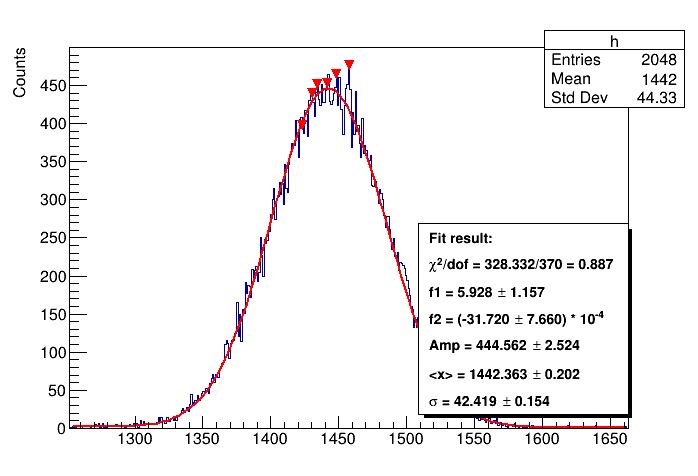 h
Entries 2048
Mean 1442
Std Dev 44.33
Counts
450
400
350
300
250
200
150
100
50
0
Fit result:
χ²/dof = 328.332/370 = 0.887
f1 = 5.928 ± 1.157
f2 = (-31.720 ± 7.660) * 10⁻⁴
Amp = 444.562 ± 2.524
<x> = 1442.363 ± 0.202
σ = 42.419 ± 0.154
1300 1350 1400 1450 1500 1550 1600 1650